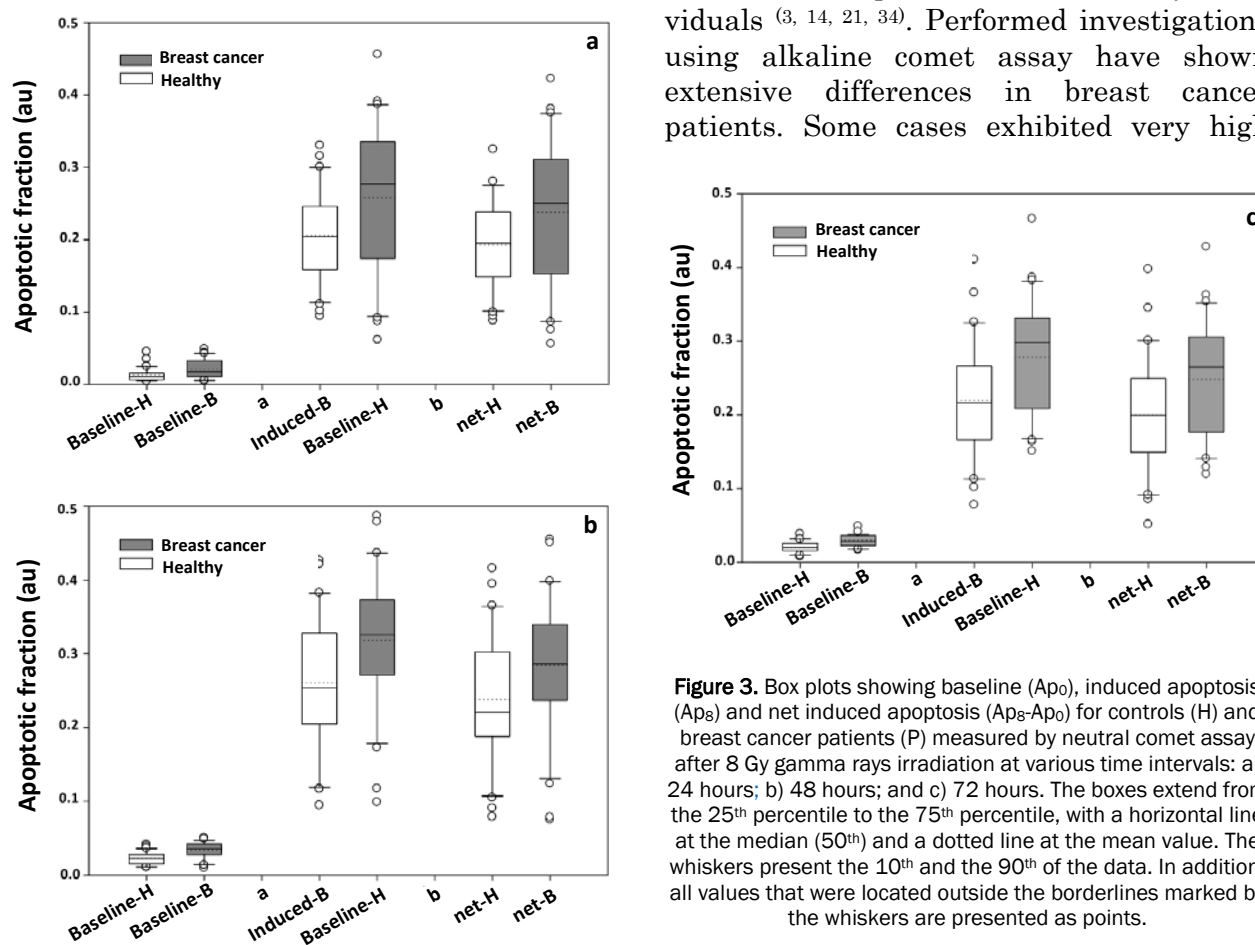 0.5
a
Breast cancer
Healthy
0.4
0.3
0.2
0.1
0.0
Apoptotic fraction (au)
Baseline-H
Baseline-B
a
Induced-B
Baseline-H
b
net-H
net-B
0.5
b
Breast cancer
Healthy
0.4
0.3
0.2
0.1
0.0
Apoptotic fraction (au)
Baseline-H
Baseline-B
a
Induced-B
Baseline-H
b
net-H
net-B
viduals (3, 14, 21, 34). Performed investigation
using alkaline comet assay have shown
extensive differences in breast cancer
patients. Some cases exhibited very high
0.5
c
Breast cancer
Healthy
0.4
0.3
0.2
0.1
0.0
Apoptotic fraction (au)
Baseline-H
Baseline-B
a
Induced-B
Baseline-H
b
net-H
net-B
Figure 3. Box plots showing baseline (Ap0), induced apoptosis
(Ap8) and net induced apoptosis (Ap8-Ap0) for controls (H) and
breast cancer patients (P) measured by neutral comet assay
after 8 Gy gamma rays irradiation at various time intervals: a
24 hours; b) 48 hours; and c) 72 hours. The boxes extend from
the 25th percentile to the 75th percentile, with a horizontal line
at the median (50th) and a dotted line at the mean value. The
whiskers present the 10th and the 90th of the data. In addition
all values that were located outside the borderlines marked b
the whiskers are presented as points.